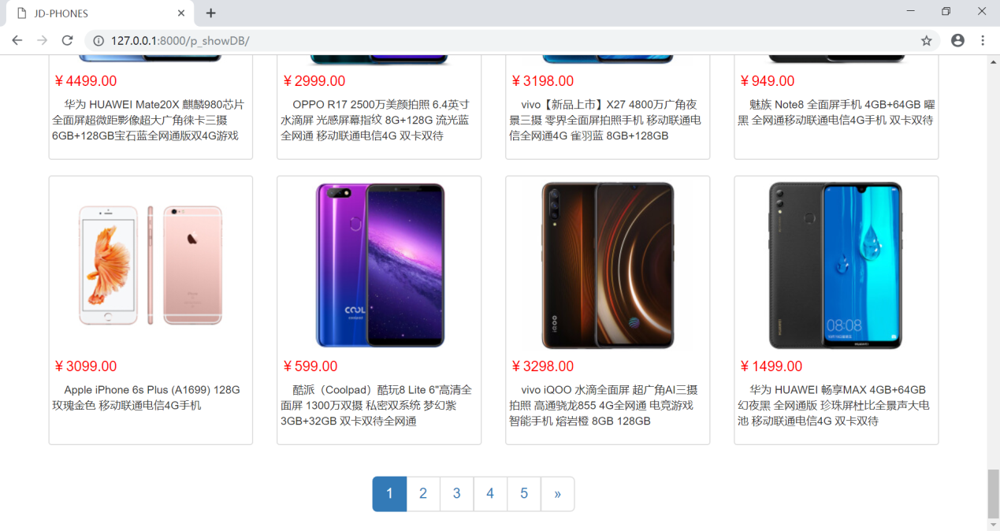 JD-PHONES
127.0.0.1:8000/p_showDB/
￥4499.00
￥2999.00
￥3198.00
￥949.00
华为 HUAWEI Mate20X 麒麟980芯片
全面屏超微距影像超大广角徕卡三摄
6GB+128GB宝石蓝全网通版双4G游戏
OPPO R17 2500万美颜拍照 6.4英寸
水滴屏 光感屏幕指纹 8G+128G 流光蓝
全网通 移动联通电信4G 双卡双待
vivo【新品上市】X27 4800万广角夜
景三摄 零界全面屏拍照手机 移动联通电
信全网通4G 雀羽蓝 8GB+128GB
魅族 Note8 全面屏手机 4GB+64GB 曜
黑 全网通移动联通电信4G手机 双卡双待
iPhone
COOL
iQOO
08:08
HUAWEI
￥3099.00
￥599.00
￥3298.00
￥1499.00
Apple iPhone 6s Plus (A1699) 128G
玫瑰金色 移动联通电信4G手机
酷派（Coolpad）酷玩8 Lite 6"高清全
面屏 1300万双摄 私密双系统 梦幻紫
3GB+32GB 双卡双待全网通
vivo iQOO 水滴全面屏 超广角AI三摄
拍照 高通骁龙855 4G全网通 电竞游戏
智能手机 熔岩橙 8GB 128GB
华为 HUAWEI 畅享MAX 4GB+64GB
幻夜黑 全网通版 珍珠屏杜比全景声大电
池 移动联通电信4G 双卡双待
1 2 3 4 5 »